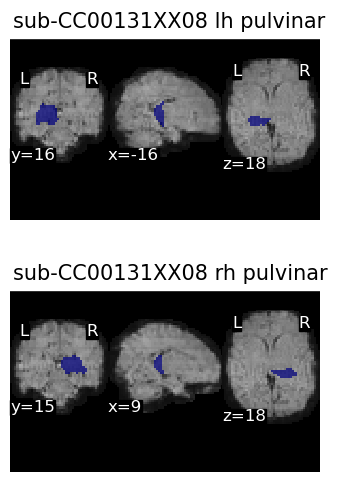 sub-CC00131XX08 lh pulvinar
L R L R
y=16 x=-16 z=18
sub-CC00131XX08 rh pulvinar
L R L R
y=15 x=9 z=18